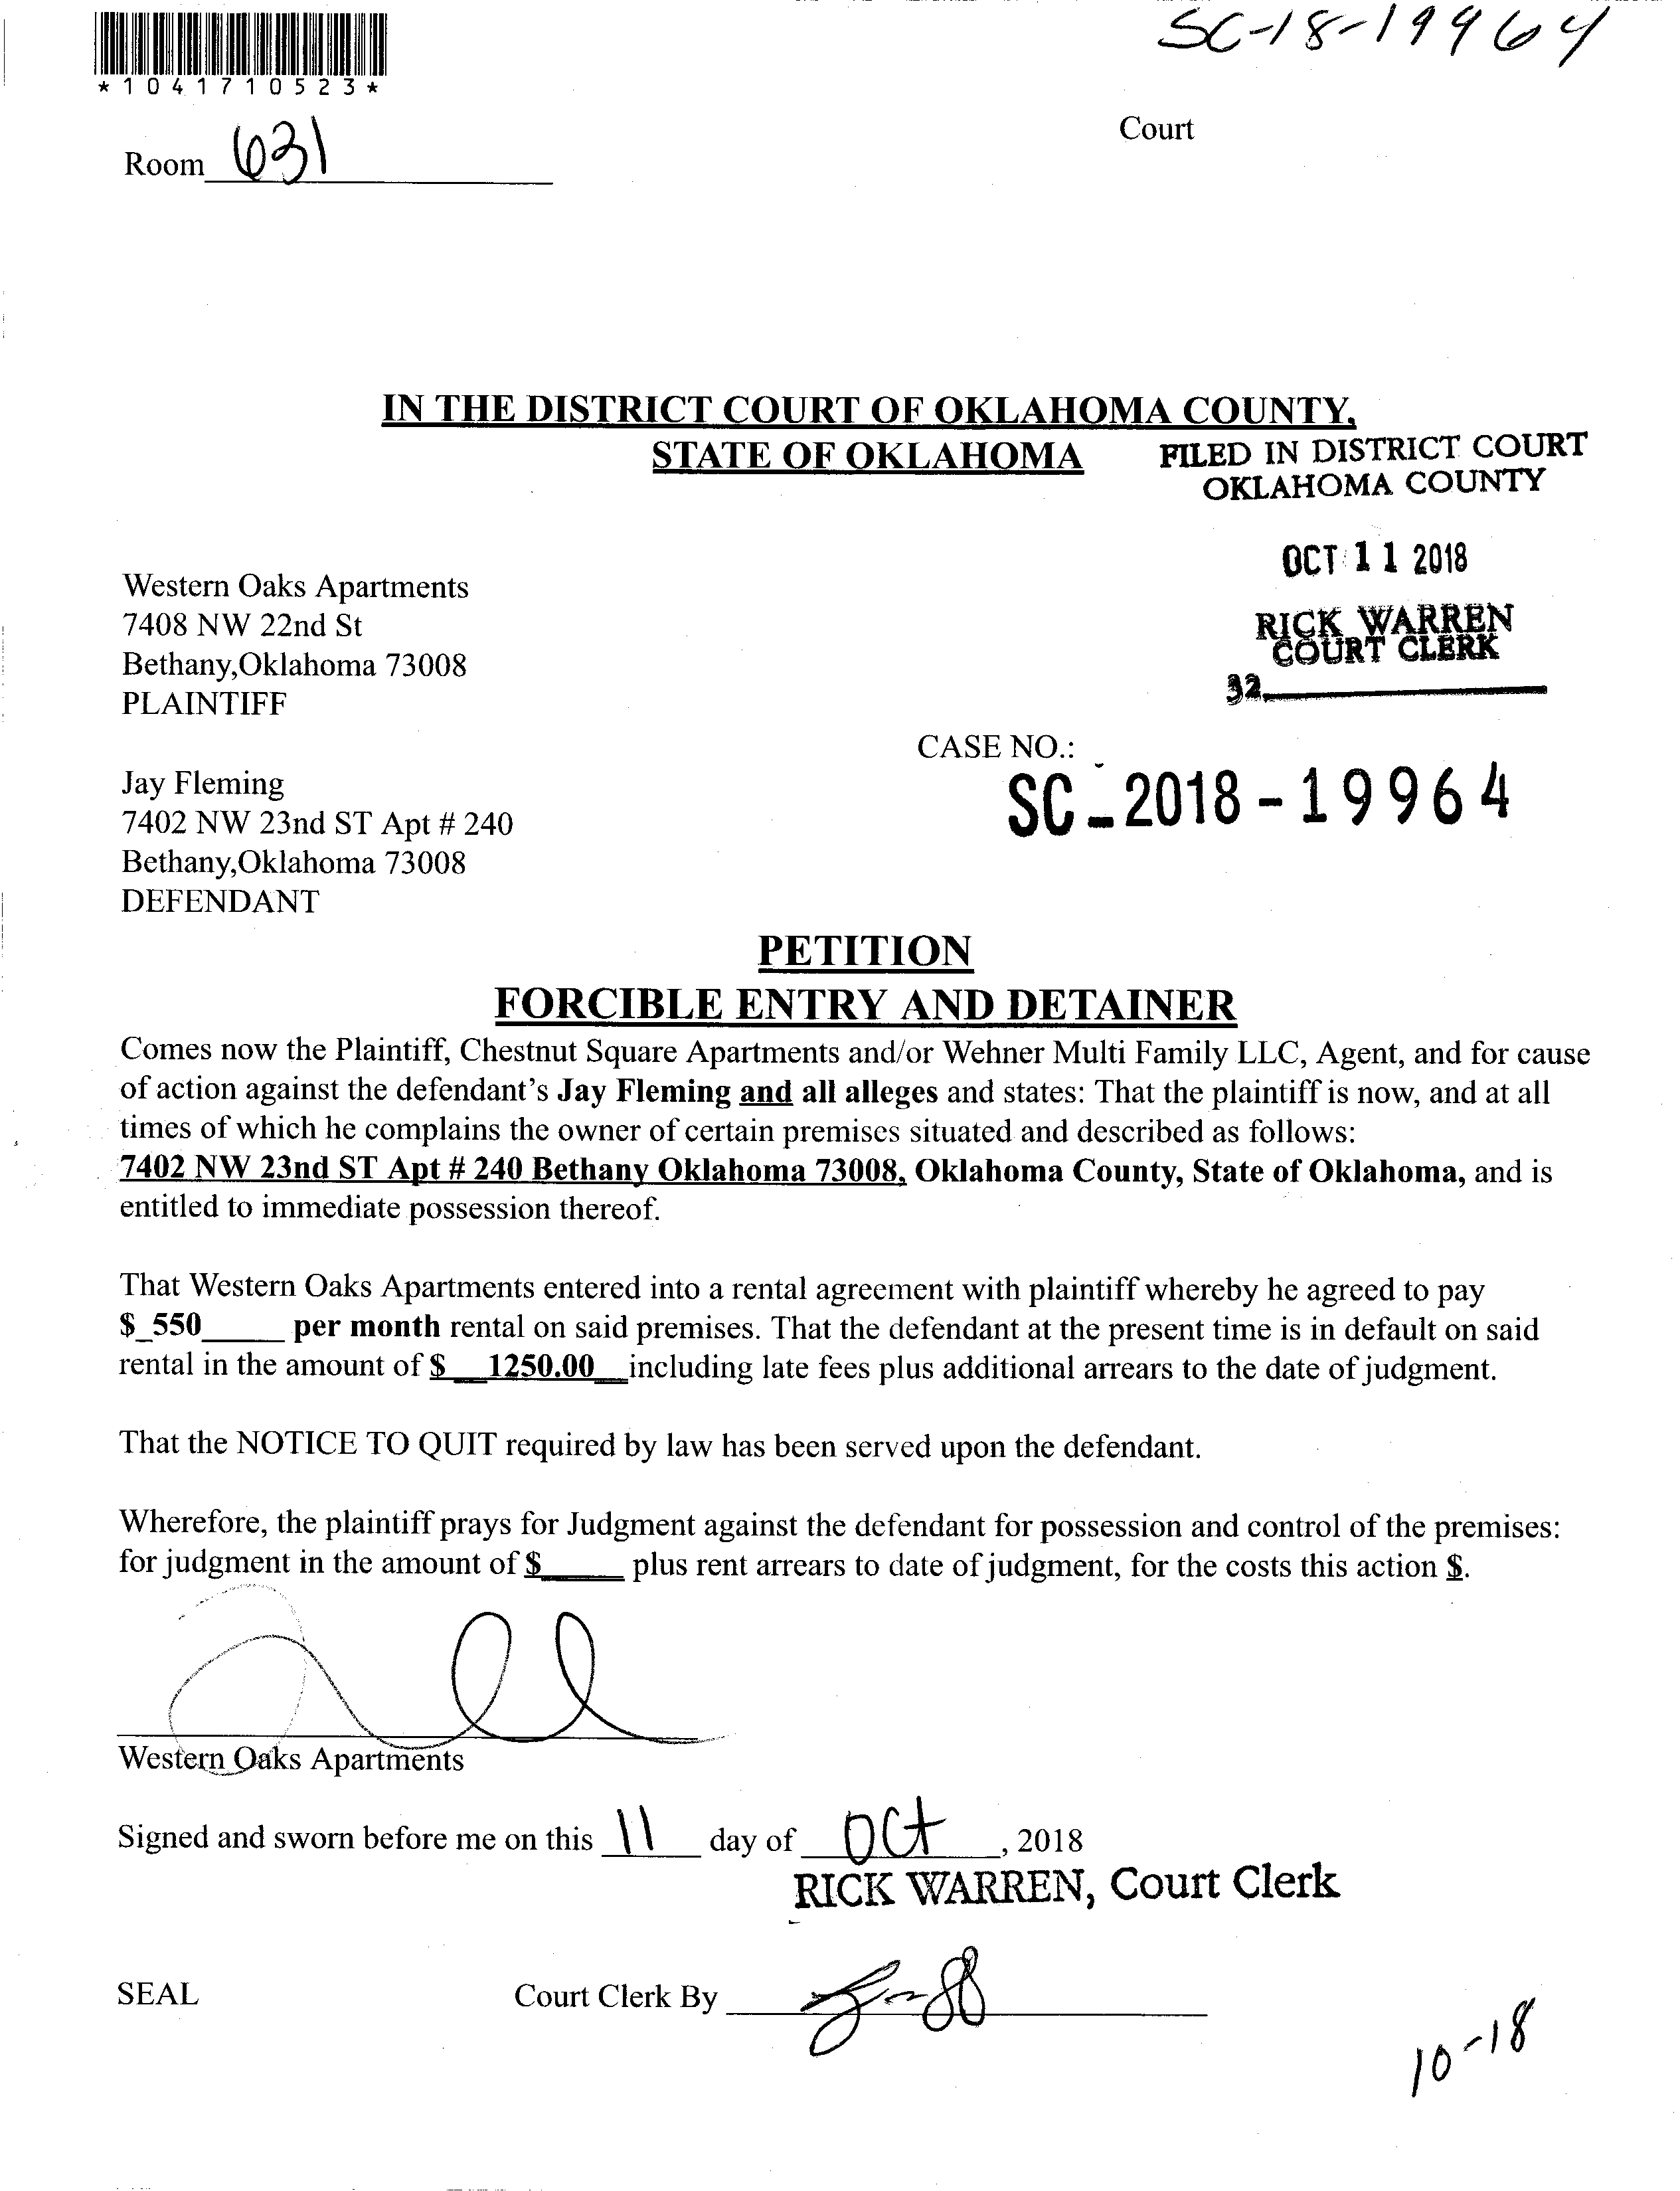 SC-18-19964
*1041710523*
Court
Room 631
IN THE DISTRICT COURT OF OKLAHOMA COUNTY,
STATE OF OKLAHOMA
FILED IN DISTRICT COURT
OKLAHOMA COUNTY
OCT 11 2018
RICK WARREN
COURT CLERK
32
Western Oaks Apartments
7408 NW 22nd St
Bethany,Oklahoma 73008
PLAINTIFF
CASE NO.:
SC-2018-19964
Jay Fleming
7402 NW 23nd ST Apt # 240
Bethany,Oklahoma 73008
DEFENDANT
PETITION
FORCIBLE ENTRY AND DETAINER
Comes now the Plaintiff, Chestnut Square Apartments and/or Wehner Multi Family LLC, Agent, and for cause
of action against the defendant's Jay Fleming and all alleges and states: That the plaintiff is now, and at all
times of which he complains the owner of certain premises situated and described as follows:
7402 NW 23nd ST Apt # 240 Bethany Oklahoma 73008, Oklahoma County, State of Oklahoma, and is
entitled to immediate possession thereof.
That Western Oaks Apartments entered into a rental agreement with plaintiff whereby he agreed to pay
$_550_____ per month rental on said premises. That the defendant at the present time is in default on said
rental in the amount of $__1250.00__including late fees plus additional arrears to the date of judgment.
That the NOTICE TO QUIT required by law has been served upon the defendant.
Wherefore, the plaintiff prays for Judgment against the defendant for possession and control of the premises:
for judgment in the amount of $_____ plus rent arrears to date of judgment, for the costs this action $.
Western Oaks Apartments
Signed and sworn before me on this 11 day of Oct, 2018
RICK WARREN, Court Clerk
SEAL
Court Clerk By
10-18